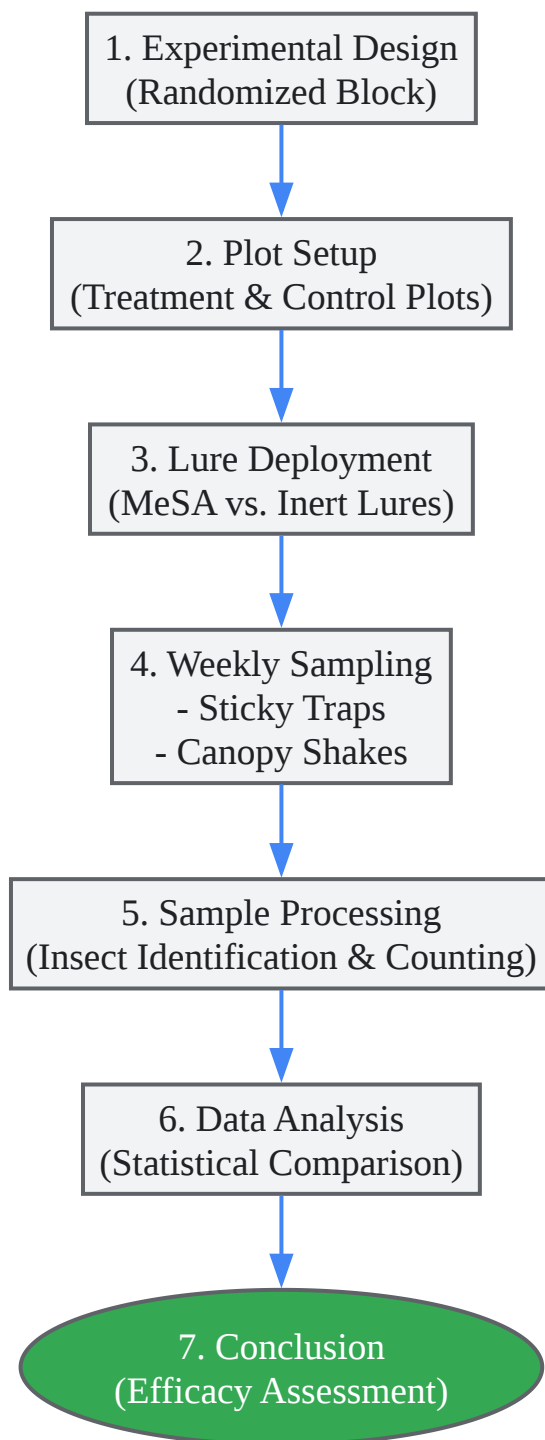 1. Experimental Design
(Randomized Block)
2. Plot Setup
(Treatment & Control Plots)
3. Lure Deployment
(MeSA vs. Inert Lures)
4. Weekly Sampling
- Sticky Traps
- Canopy Shakes
5. Sample Processing
(Insect Identification & Counting)
6. Data Analysis
(Statistical Comparison)
7. Conclusion
(Efficacy Assessment)